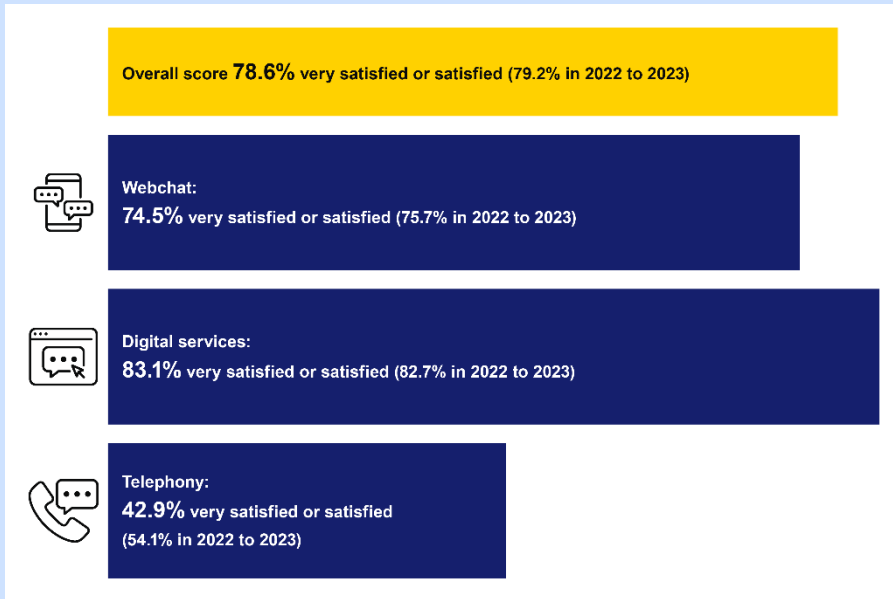 Overall score 78.6% very satisfied or satisfied (79.2% in 2022 to 2023)
Webchat:
74.5% very satisfied or satisfied (75.7% in 2022 to 2023)
Digital services:
83.1% very satisfied or satisfied (82.7% in 2022 to 2023)
Telephony:
42.9% very satisfied or satisfied
(54.1% in 2022 to 2023)